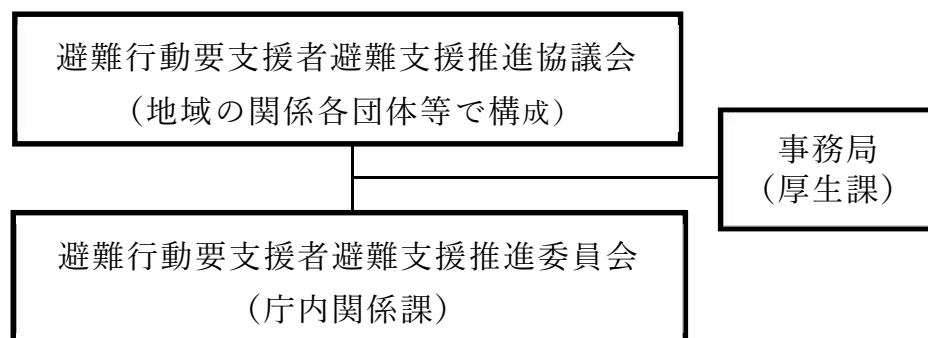 避難行動要支援者避難支援推進協議会
（地域の関係各団体等で構成）
事務局
（厚生課）
避難行動要支援者避難支援推進委員会
（庁内関係課）